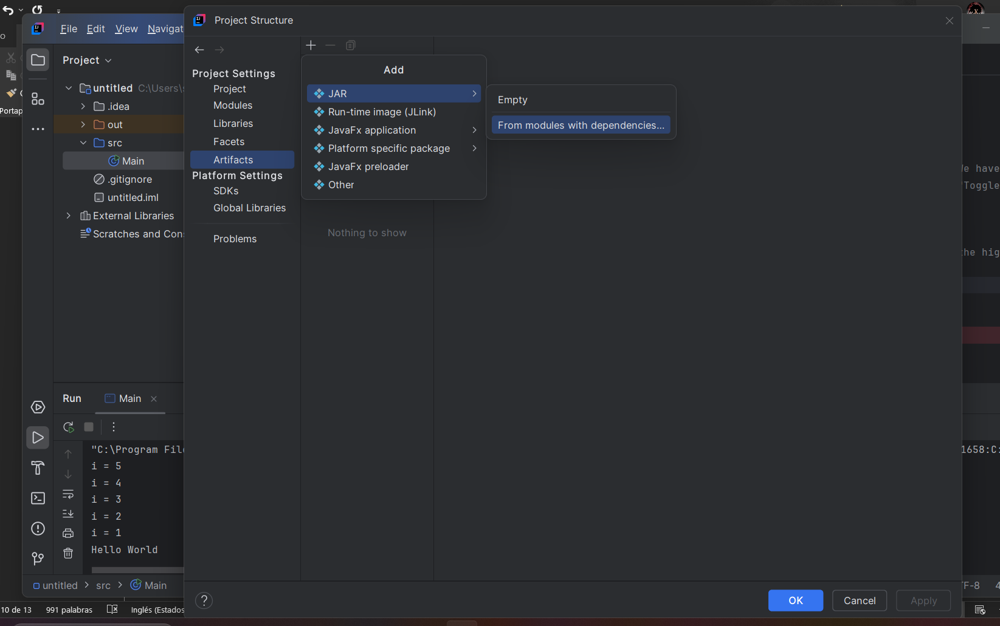 File Edit View Navigat
Project Structure
Project
untitled C:\Users\
.idea
out
src
Main
.gitignore
untitled.iml
External Libraries
Scratches and Con
Portap
Project Settings
Project
Modules
Libraries
Facets
Artifacts
Platform Settings
SDKs
Global Libraries
Problems
Add
JAR
Run-time image (JLink)
JavaFx application
Platform specific package
JavaFx preloader
Other
Empty
From modules with dependencies...
Nothing to show
have
'Toggle
he hig
Run Main
"C:\Program File
1658:C:
i = 5
i = 4
i = 3
i = 2
i = 1
Hello World
untitled > src > Main
F-8 4
?
OK Cancel Apply
10 de 13 991 palabras Inglés (Estados